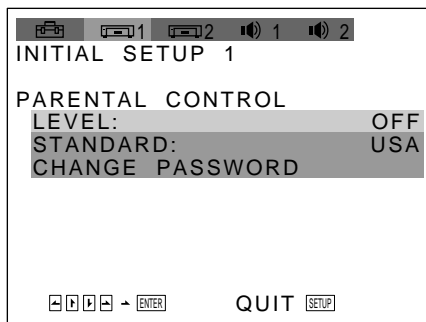 1 2 1 2
INITIAL SETUP 1
PARENTAL CONTROL
LEVEL: OFF
STANDARD: USA
CHANGE PASSWORD
ENTER QUIT SETUP